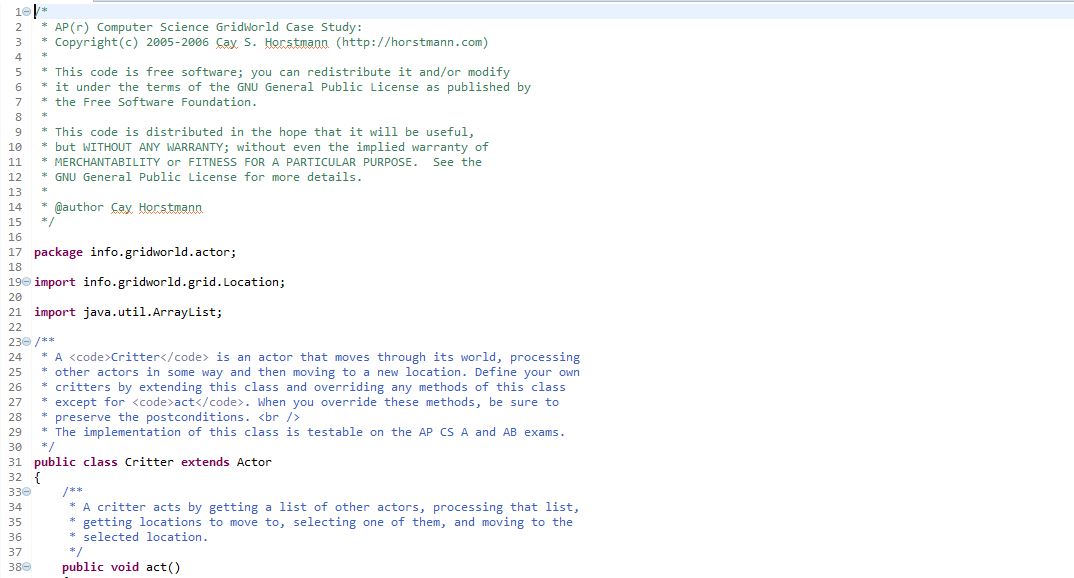 1 /*
2 * AP(r) Computer Science GridWorld Case Study:
3 * Copyright(c) 2005-2006 Cay S. Horstmann (http://horstmann.com)
4 *
5 * This code is free software; you can redistribute it and/or modify
6 * it under the terms of the GNU General Public License as published by
7 * the Free Software Foundation.
8 *
9 * This code is distributed in the hope that it will be useful,
10 * but WITHOUT ANY WARRANTY; without even the implied warranty of
11 * MERCHANTABILITY or FITNESS FOR A PARTICULAR PURPOSE.  See the
12 * GNU General Public License for more details.
13 *
14 * @author Cay Horstmann
15 */
16
17 package info.gridworld.actor;
18
19 import info.gridworld.grid.Location;
20
21 import java.util.ArrayList;
22
23 /**
24 * A <code>Critter</code> is an actor that moves through its world, processing
25 * other actors in some way and then moving to a new location. Define your own
26 * critters by extending this class and overriding any methods of this class
27 * except for <code>act</code>. When you override these methods, be sure to
28 * preserve the postconditions. <br />
29 * The implementation of this class is testable on the AP CS A and AB exams.
30 */
31 public class Critter extends Actor
32 {
33 /**
34 * A critter acts by getting a list of other actors, processing that list,
35 * getting locations to move to, selecting one of them, and moving to the
36 * selected location.
37 */
38 public void act()